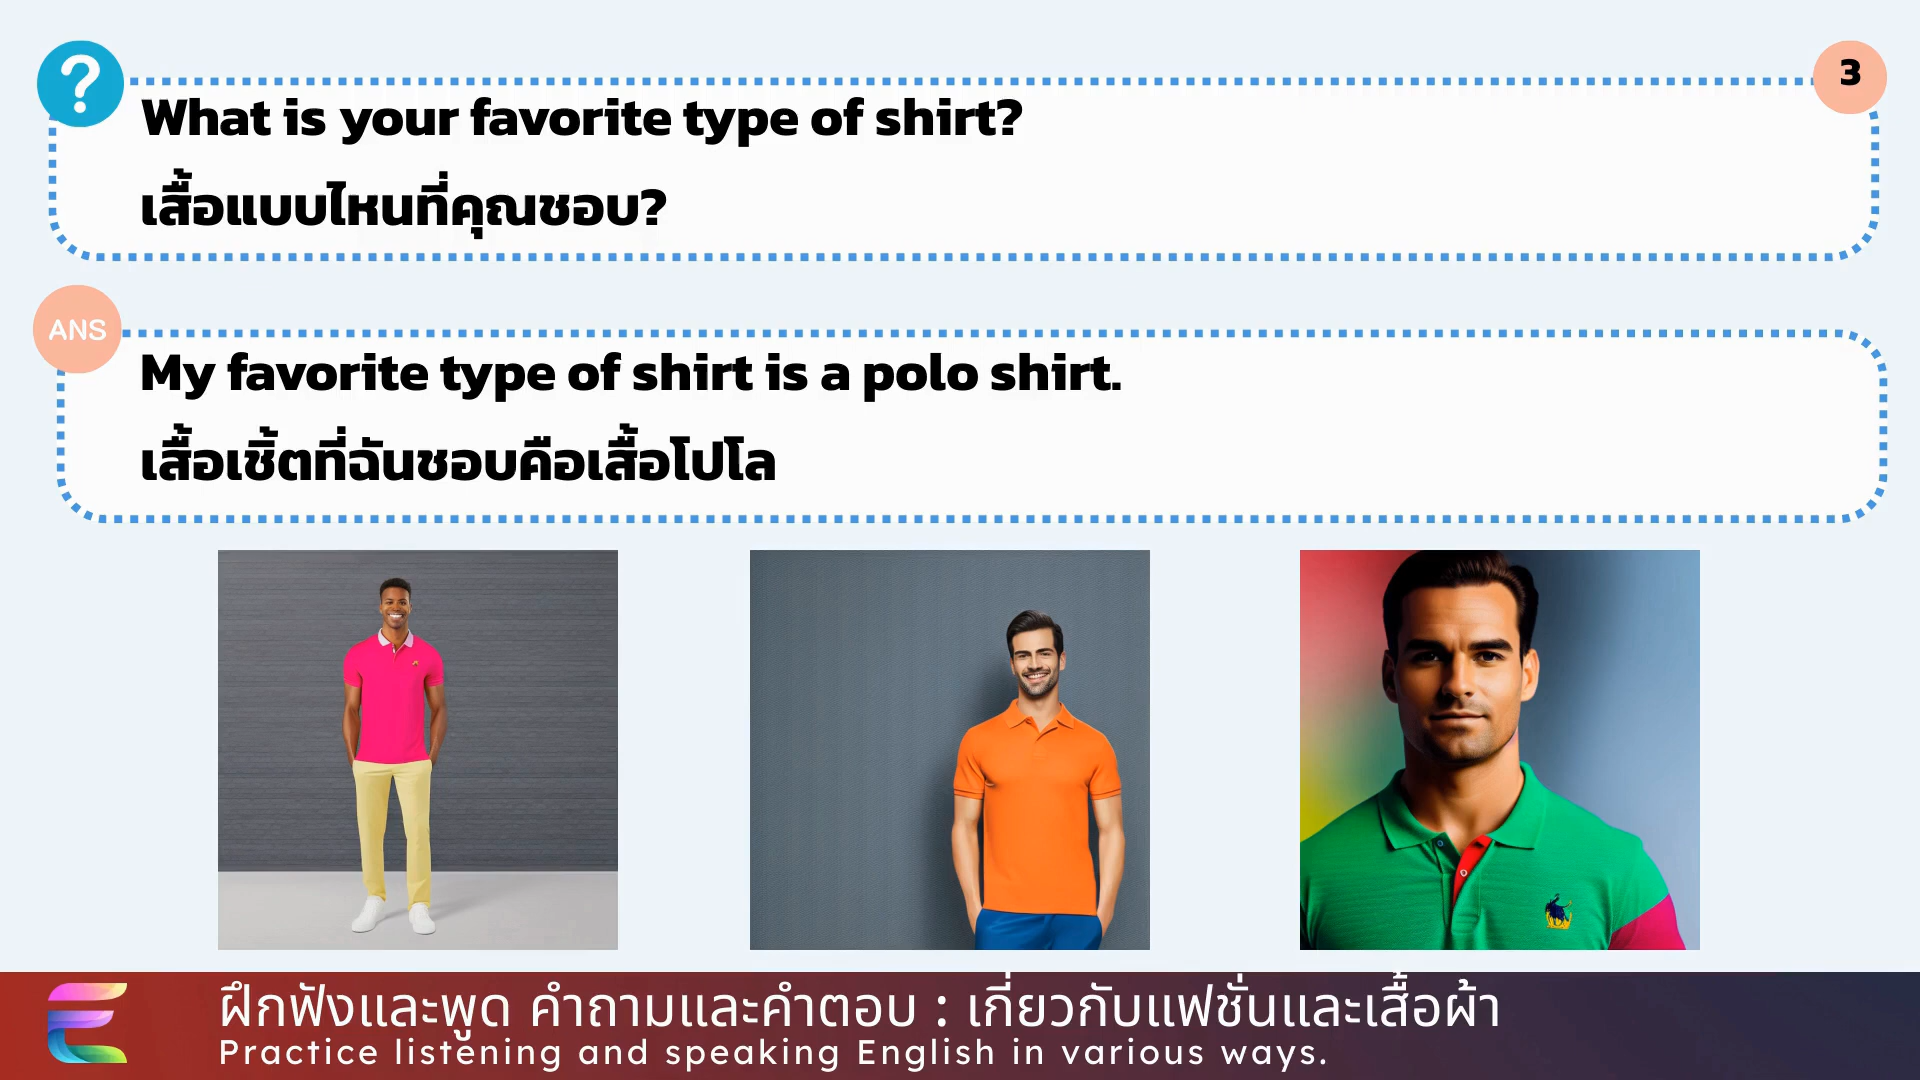 ?
3
What is your favorite type of shirt?
เสื้อแบบไหนที่คุณชอบ?
ANS
My favorite type of shirt is a polo shirt.
เสื้อเชิ้ตที่ฉันชอบคือเสื้อโปโล
ฝึกฟังและพูด คำถามและคำตอบ : เกี่ยวกับแฟชั่นและเสื้อผ้า
Practice listening and speaking English in various ways.